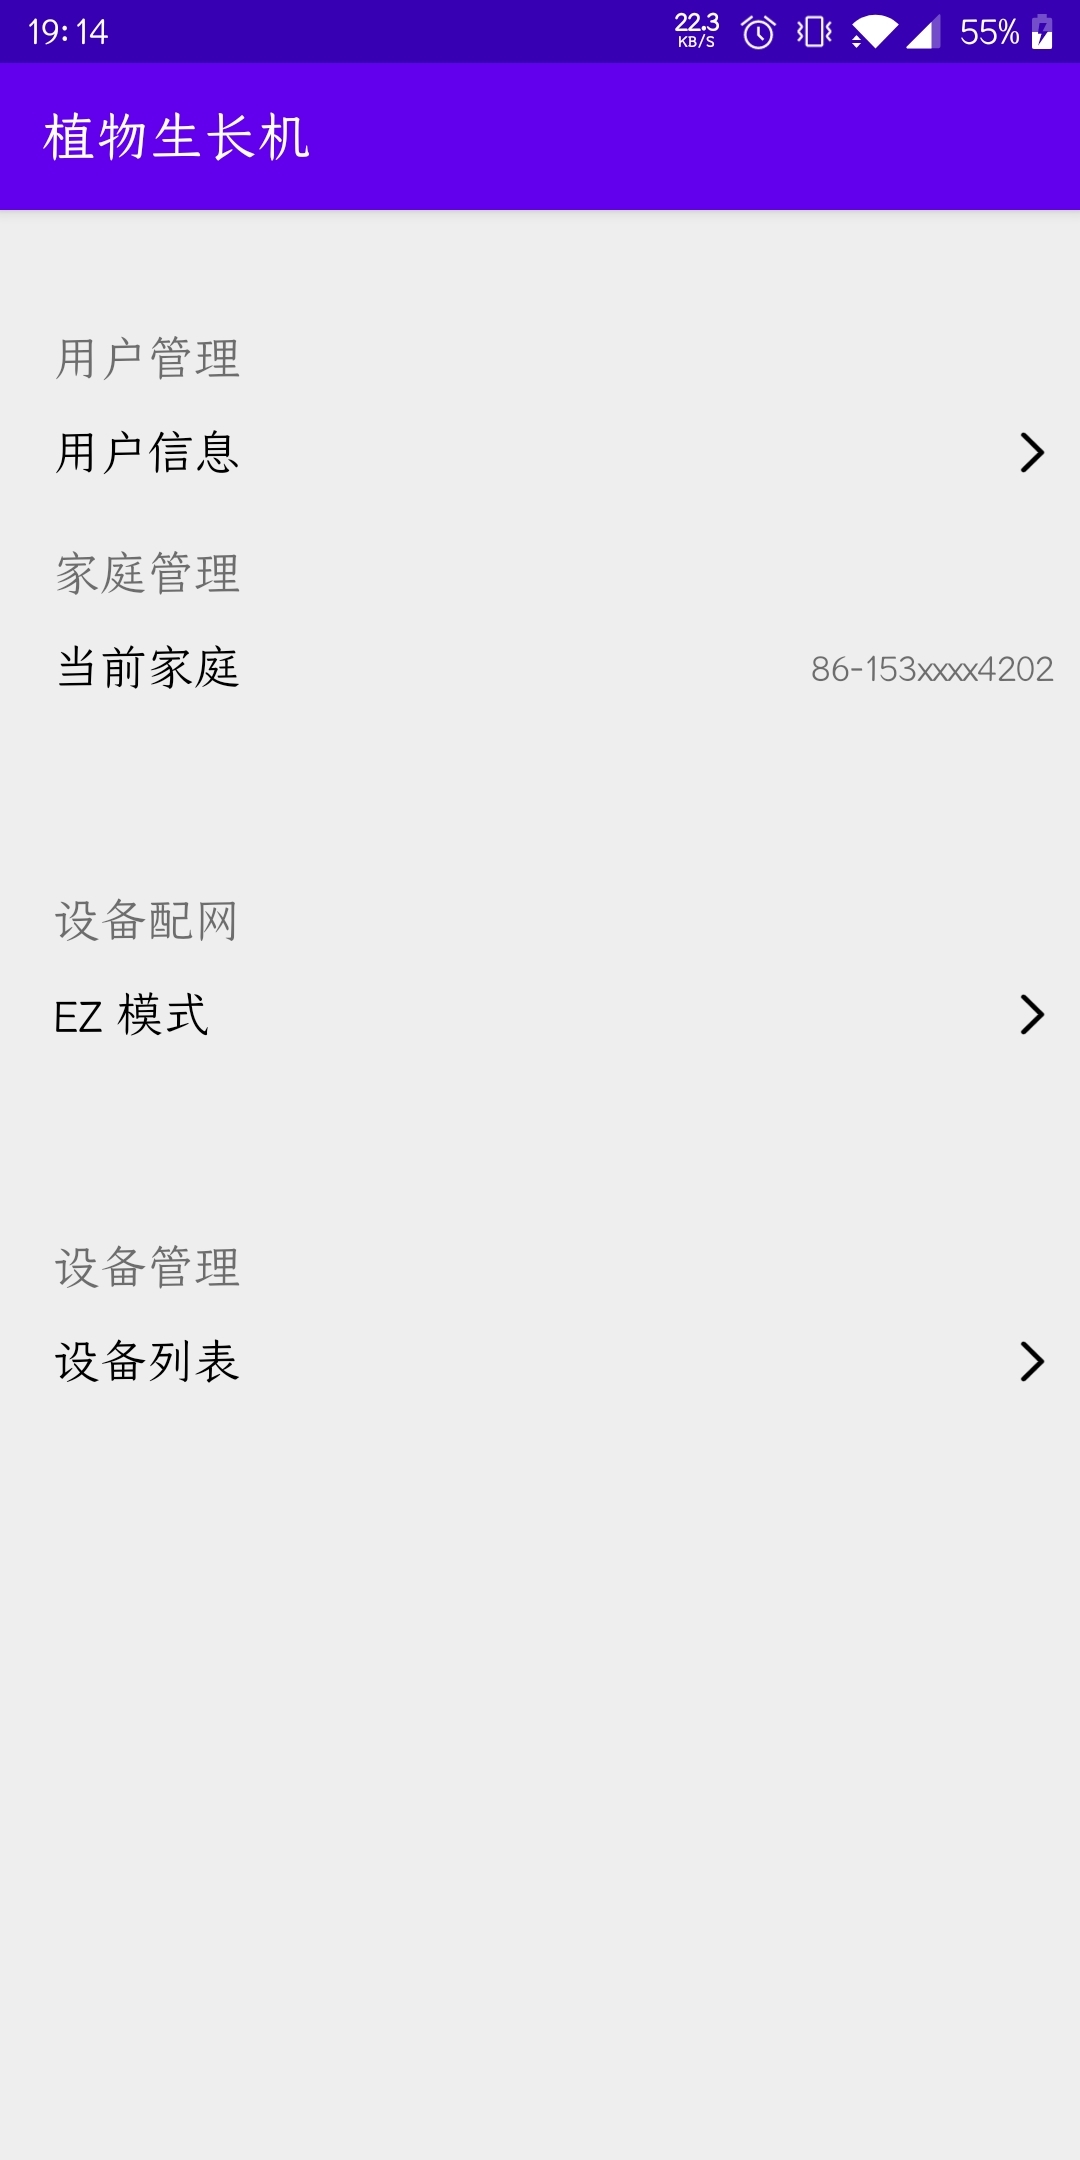 19:14
22.3
KB/S
55%
植物生长机
用户管理
用户信息
家庭管理
当前家庭
86-153xxxx4202
设备配网
EZ 模式
设备管理
设备列表